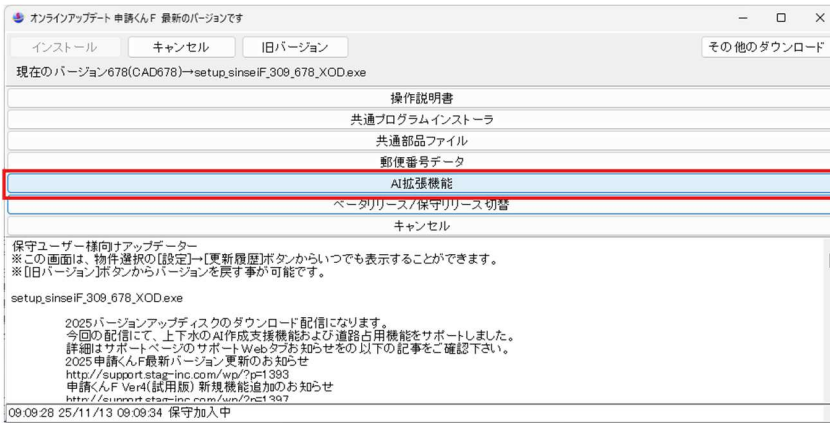 オンラインアップデート 申請くんF 最新のバージョンです
インストール キャンセル 旧バージョン その他のダウンロード
現在のバージョン678(CAD678)→setup_sinseiF_309_678_XOD.exe
操作説明書
共通プログラムインストーラ
共通部品ファイル
郵便番号データ
AI拡張機能
ベータリリース/保守リリース切替
キャンセル
保守ユーザー様向けアップデーター
※この画面は、物件選択の[設定]→[更新履歴]ボタンからいつでも表示することができます。
※[旧バージョン]ボタンからバージョンを戻す事が可能です。
setup_sinseiF_309_678_XOD.exe
2025バージョンアップディスクのダウンロード配信になります。
今回の配信にて、上下水のAI作成支援機能および道路占用機能をサポートしました。
詳細はサポートページのサポートWebタブお知らせをの以下の記事をご確認下さい。
2025申請くんF最新バージョン更新のお知らせ
http://support.stag-inc.com/wp/?p=1393
申請くんF Ver4(試用版) 新規機能追加のお知らせ
http://support.stag-inc.com/wp/?p=1397
09:09:28 25/11/13 09:09:34 保守加入中